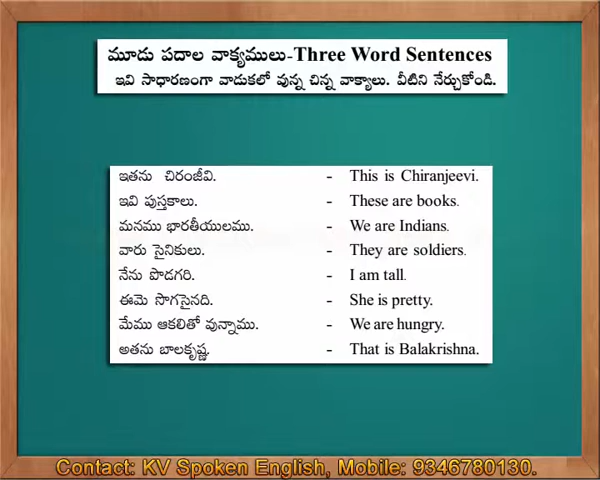 మూడు పదాల వాక్యములు-Three Word Sentences
ఇవి సాధారణంగా వాడుకలో వున్న చిన్న వాక్యాలు. వీటిని నేర్చుకోండి.
ఇతను చిరంజీవి. - This is Chiranjeevi.
ఇవి పుస్తకాలు. - These are books.
మనము భారతీయులము. - We are Indians.
వారు సైనికులు. - They are soldiers.
నేను పొడగరి. - I am tall.
ఈమె సొగసైనది. - She is pretty.
మేము ఆకలితో వున్నాము. - We are hungry.
అతను బాలకృష్ణ. - That is Balakrishna.
Contact: KV Spoken English, Mobile: 9346780130.